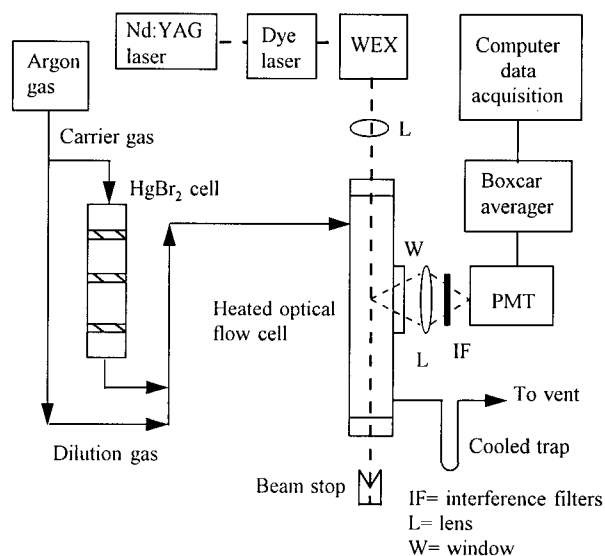 Nd:YAG
laser
Dye
laser
WEX
Computer
data
acquisition
Argon
gas
Carrier gas
L
HgBr₂ cell
Boxcar
averager
W
PMT
Heated optical
flow cell
L
IF
To vent
Dilution gas
Cooled trap
Beam stop
IF= interference filters
L= lens
W= window